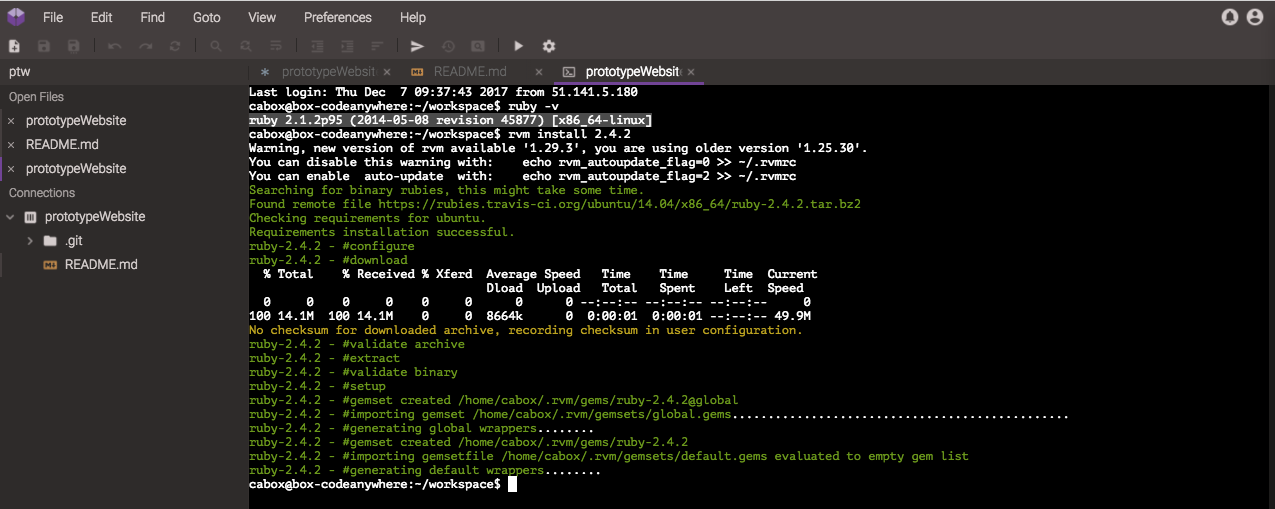 File Edit Find Goto View Preferences Help
ptw
prototypeWebsit × README.md × prototypeWebsit ×
Open Files
× prototypeWebsite
× README.md
× prototypeWebsite
Connections
prototypeWebsite
.git
README.md
Last login: Thu Dec  7 09:37:43 2017 from 51.141.5.180
cabox@box-codeanywhere:~/workspace$ ruby -v
ruby 2.1.2p95 (2014-05-08 revision 45877) [x86_64-linux]
cabox@box-codeanywhere:~/workspace$ rvm install 2.4.2
Warning, new version of rvm available '1.29.3', you are using older version '1.25.30'.
You can disable this warning with:    echo rvm_autoupdate_flag=0 >> ~/.rvmrc
You can enable  auto-update  with:    echo rvm_autoupdate_flag=2 >> ~/.rvmrc
Searching for binary rubies, this might take some time.
Found remote file https://rubies.travis-ci.org/ubuntu/14.04/x86_64/ruby-2.4.2.tar.bz2
Checking requirements for ubuntu.
Requirements installation successful.
ruby-2.4.2 - #configure
ruby-2.4.2 - #download
  % Total    % Received % Xferd  Average Speed   Time    Time     Time  Current
                                 Dload  Upload   Total   Spent    Left  Speed
  0     0    0     0    0     0      0      0 --:--:-- --:--:-- --:--:--     0
100 14.1M  100 14.1M    0     0  8664k      0  0:00:01  0:00:01 --:--:-- 49.9M
No checksum for downloaded archive, recording checksum in user configuration.
ruby-2.4.2 - #validate archive
ruby-2.4.2 - #extract
ruby-2.4.2 - #validate binary
ruby-2.4.2 - #setup
ruby-2.4.2 - #gemset created /home/cabox/.rvm/gems/ruby-2.4.2@global
ruby-2.4.2 - #importing gemset /home/cabox/.rvm/gemsets/global.gems...............................................
ruby-2.4.2 - #generating global wrappers........
ruby-2.4.2 - #gemset created /home/cabox/.rvm/gems/ruby-2.4.2
ruby-2.4.2 - #importing gemsetfile /home/cabox/.rvm/gemsets/default.gems evaluated to empty gem list
ruby-2.4.2 - #generating default wrappers........
cabox@box-codeanywhere:~/workspace$